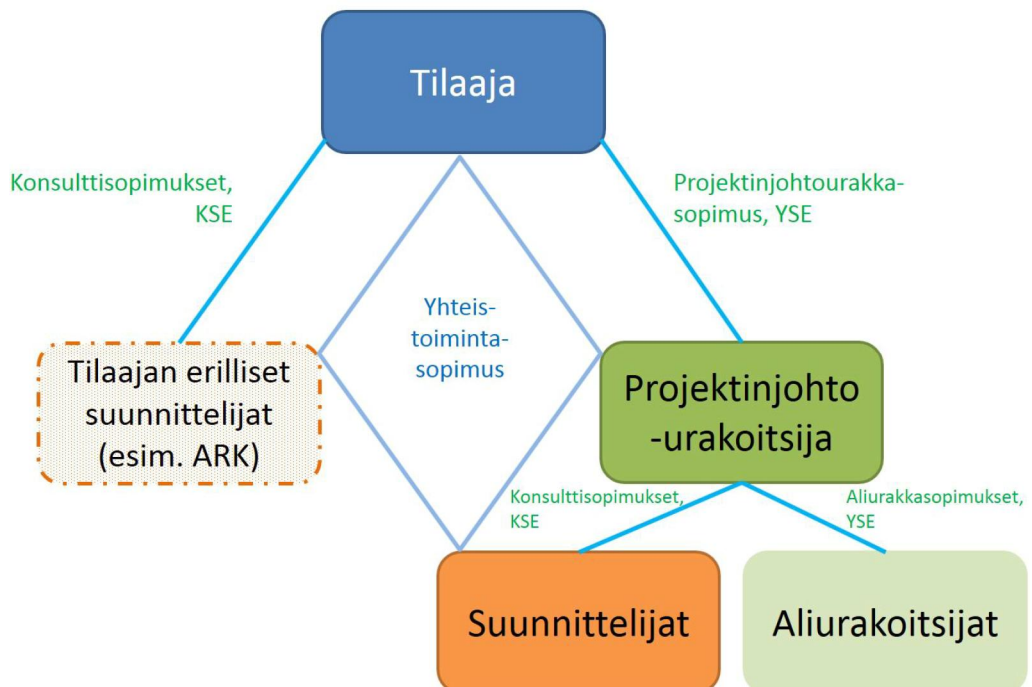 Tilaaja
Konsulttisopimukset,
KSE
Projektinjohtourakka-
sopimus, YSE
Yhteis-
toiminta-
sopimus
Tilaajan erilliset
suunnittelijat
(esim. ARK)
Projektinjohto
-urakoitsija
Konsulttisopimukset,
KSE
Aliurakkasopimukset,
YSE
Suunnittelijat
Aliurakoitsijat